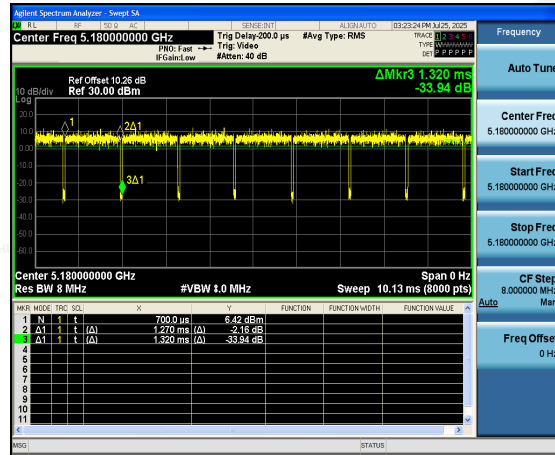 Agilent Spectrum Analyzer - Swept SA
RL RF 50 Ω AC SENSE:INT ALIGNAUTO 03:23:24 PM Jul 25, 2025
Center Freq 5.180000000 GHz
PNO: Fast
IFGain:Low
Trig Delay-200.0 µs
Trig: Video
#Atten: 40 dB
#Avg Type: RMS
TRACE 1 2 3 4 5 6
TYPE
DET P P P P P P
Frequency
Auto Tune
Center Freq
5.180000000 GHz
Start Freq
5.180000000 GHz
Stop Freq
5.180000000 GHz
CF Step
8.000000 MHz
Auto Man
Freq Offset
0 Hz
ΔMkr3 1.320 ms
-33.94 dB
Ref Offset 10.26 dB
10 dB/div Ref 30.00 dBm
Log
20.0
10.0
0.00
-10.0
-20.0
-30.0
-40.0
-50.0
-60.0
1
2Δ1
3Δ1
Center 5.180000000 GHz Span 0 Hz
Res BW 8 MHz #VBW 8.0 MHz Sweep 10.13 ms (8000 pts)
MKR MODE TRC SCL X Y FUNCTION FUNCTION WIDTH FUNCTION VALUE
1 N 1 t 700.0 µs 6.42 dBm
2 Δ1 1 t (Δ) 1.270 ms (Δ) -2.16 dB
3 Δ1 1 t (Δ) 1.320 ms (Δ) -33.94 dB
4
5
6
7
8
9
10
11
MSG STATUS